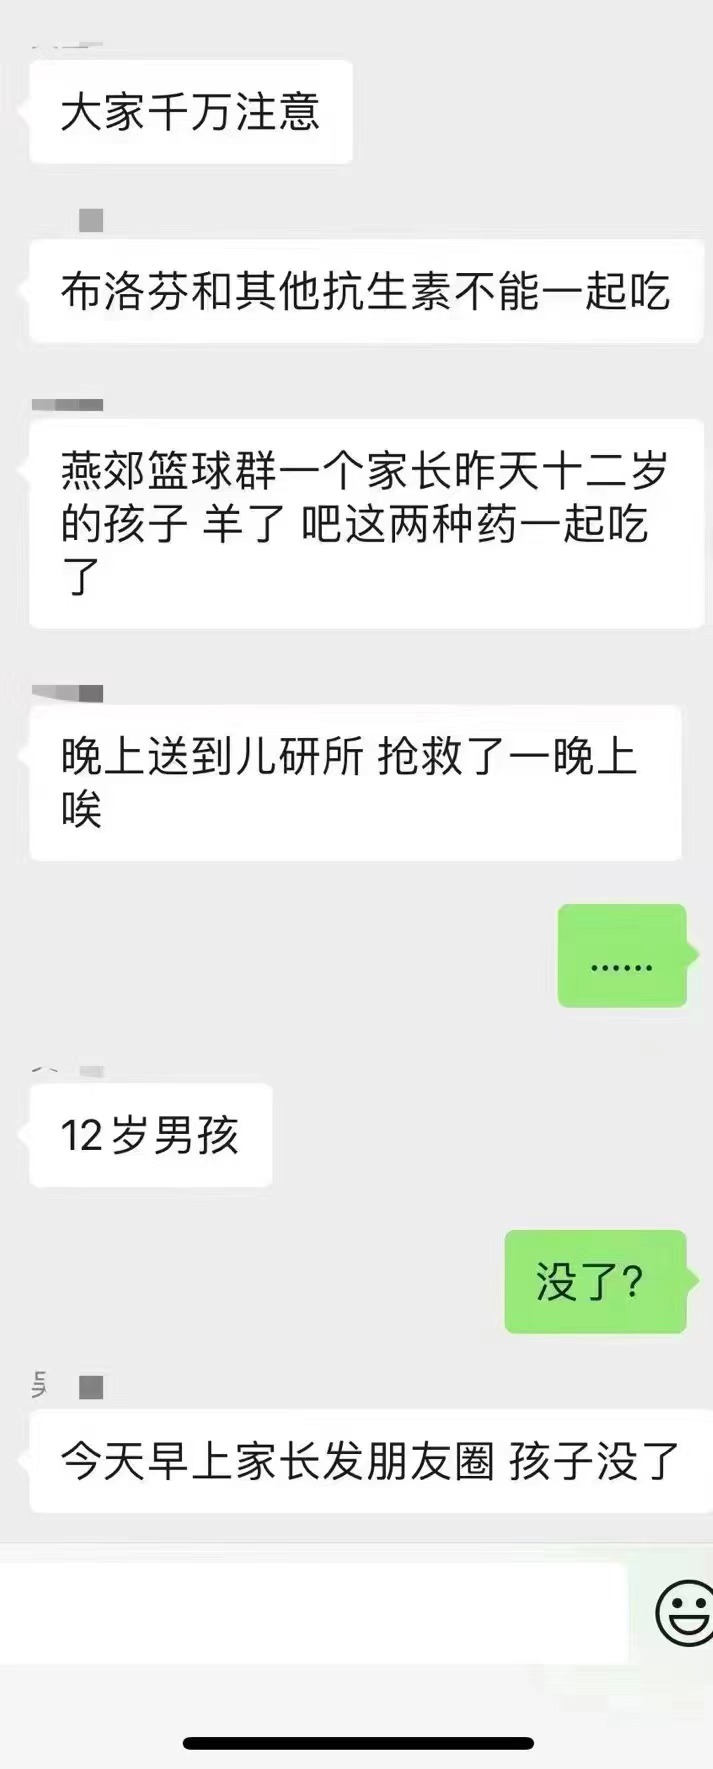 大家千万注意
布洛芬和其他抗生素不能一起吃
燕郊篮球群一个家长昨天十二岁
的孩子 羊了 吧这两种药一起吃
了
晚上送到儿研所 抢救了一晚上
唉
......
12岁男孩
没了?
今天早上家长发朋友圈 孩子没了